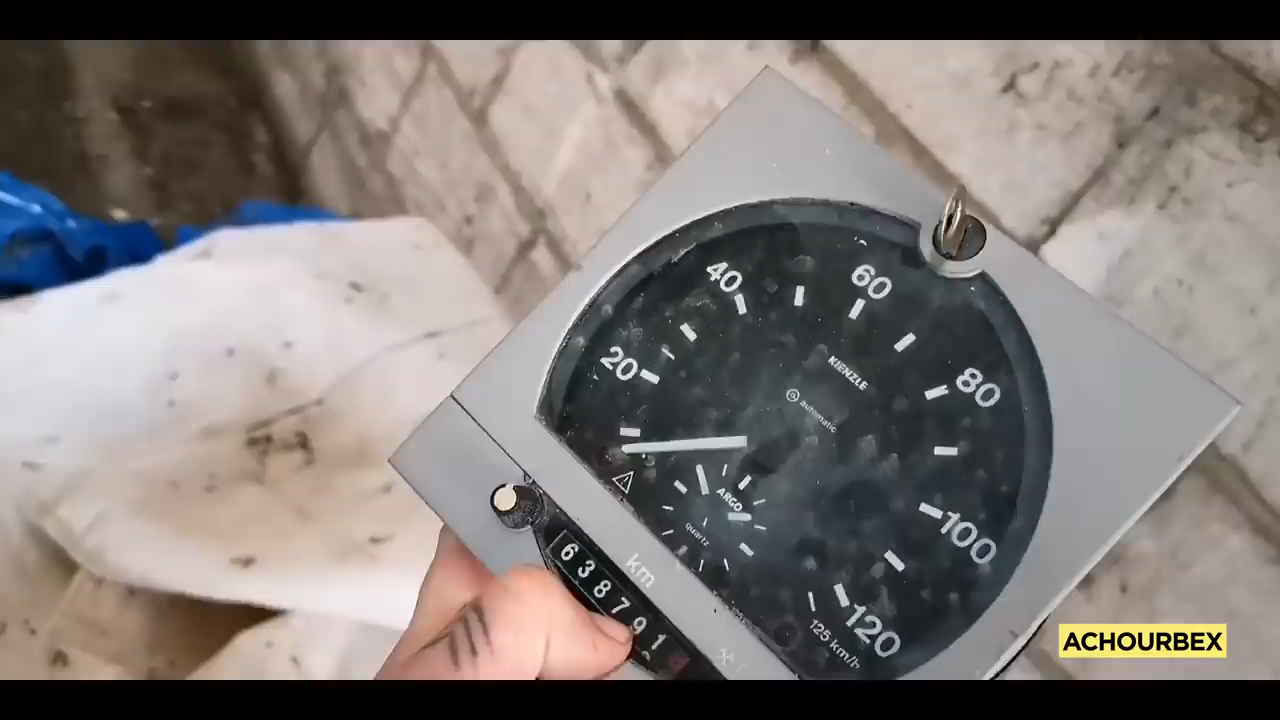 20
40
60
80
100
120
125 km/h
KIENZLE
automatic
ARGO
quartz
km
638791
ACHOURBEX